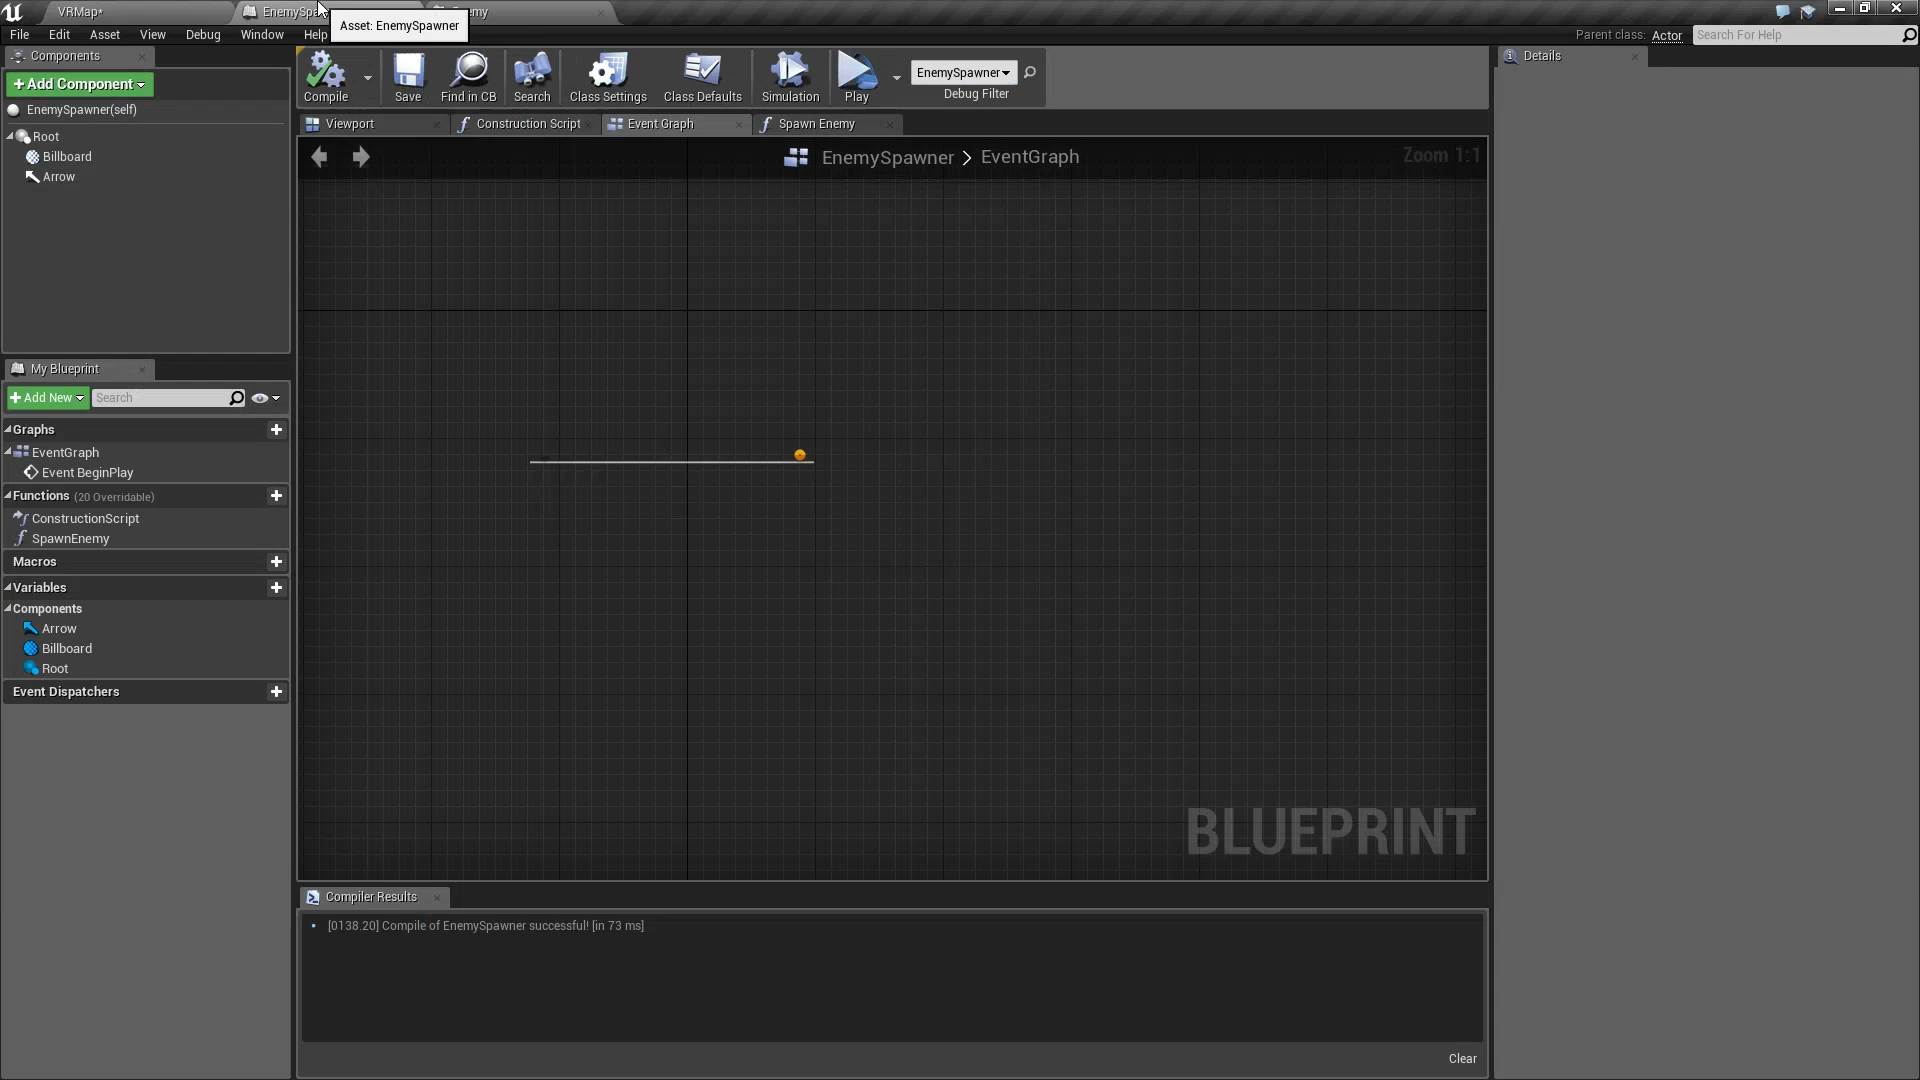 VRMap*
EnemySpa
emy
Asset: EnemySpawner
File Edit Asset View Debug Window Help
Parent class: Actor
Search For Help
Components
+ Add Component
EnemySpawner(self)
Root
Billboard
Arrow
Compile
Save
Find in CB
Search
Class Settings
Class Defaults
Simulation
Play
EnemySpawner
Debug Filter
Details
Viewport
Construction Script
Event Graph
Spawn Enemy
EnemySpawner > EventGraph
Zoom 1:1
My Blueprint
+ Add New
Search
Graphs
EventGraph
Event BeginPlay
Functions (20 Overridable)
ConstructionScript
SpawnEnemy
Macros
Variables
Components
Arrow
Billboard
Root
Event Dispatchers
BLUEPRINT
Compiler Results
• [0138.20] Compile of EnemySpawner successful! [in 73 ms]
Clear